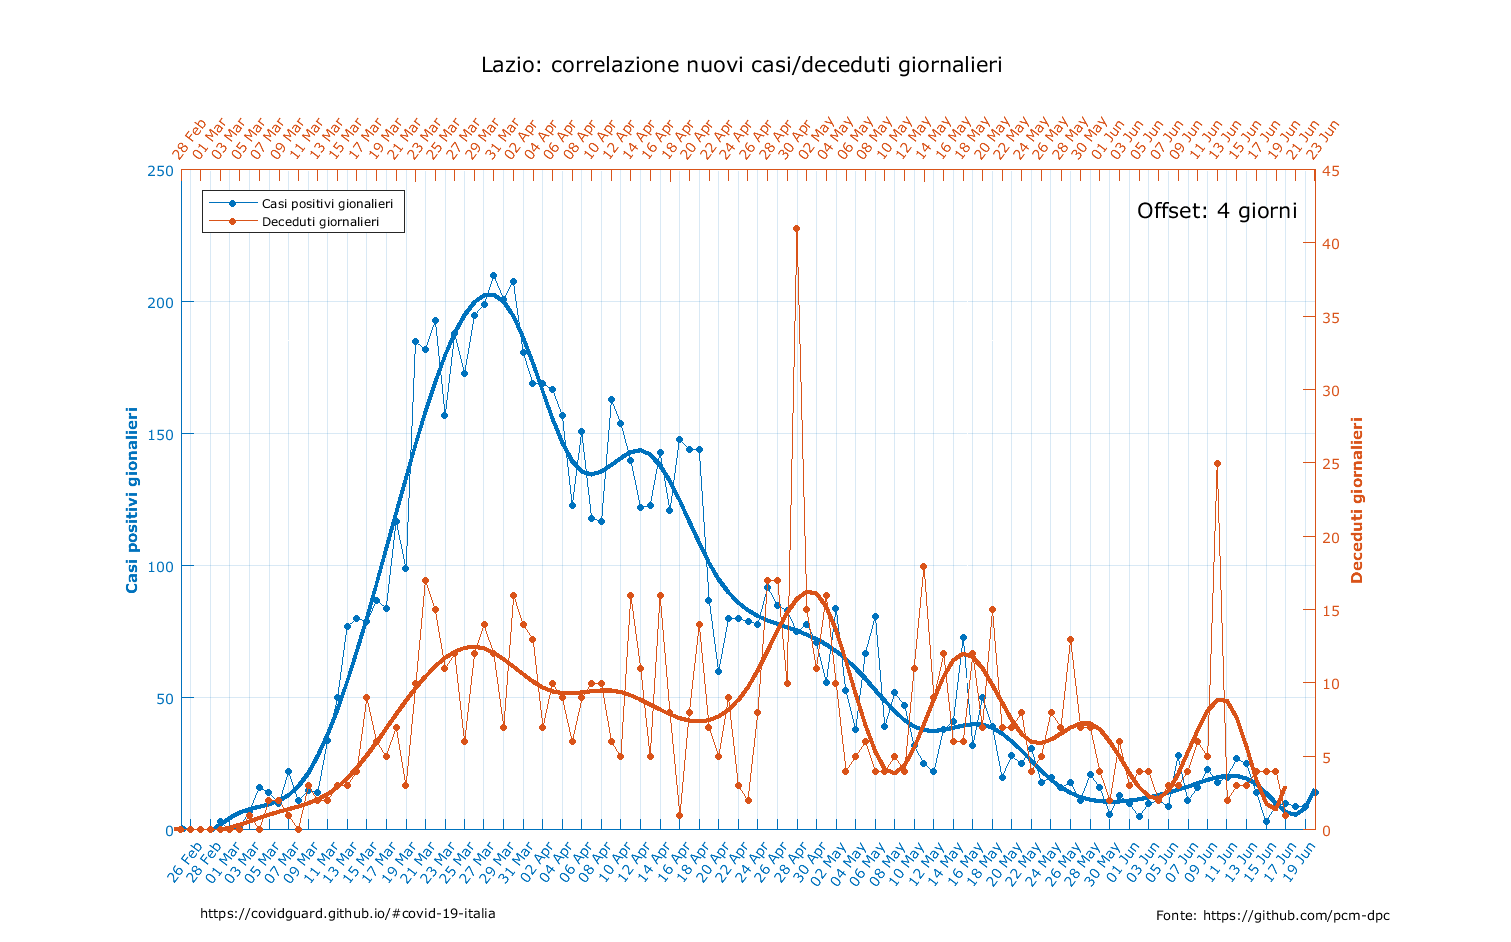 Lazio: correlazione nuovi casi/deceduti giornalieri
28 Feb 01 Mar 03 Mar 05 Mar 07 Mar 09 Mar 11 Mar 13 Mar 15 Mar 17 Mar 19 Mar 21 Mar 23 Mar 25 Mar 27 Mar 29 Mar 31 Mar 02 Apr 04 Apr 06 Apr 08 Apr 10 Apr 12 Apr 14 Apr 16 Apr 18 Apr 20 Apr 22 Apr 24 Apr 26 Apr 28 Apr 30 Apr 02 May 04 May 06 May 08 May 10 May 12 May 14 May 16 May 18 May 20 May 22 May 24 May 26 May 28 May 30 May 01 Jun 03 Jun 05 Jun 07 Jun 09 Jun 11 Jun 13 Jun 15 Jun 17 Jun 19 Jun 21 Jun 23 Jun
250
200
150
100
50
0
Casi positivi gionalieri
Casi positivi gionalieri
Deceduti giornalieri
Offset: 4 giorni
45
40
35
30
25
20
15
10
5
0
Deceduti giornalieri
26 Feb 28 Feb 01 Mar 03 Mar 05 Mar 07 Mar 09 Mar 11 Mar 13 Mar 15 Mar 17 Mar 19 Mar 21 Mar 23 Mar 25 Mar 27 Mar 29 Mar 31 Mar 02 Apr 04 Apr 06 Apr 08 Apr 10 Apr 12 Apr 14 Apr 16 Apr 18 Apr 20 Apr 22 Apr 24 Apr 26 Apr 28 Apr 30 Apr 02 May 04 May 06 May 08 May 10 May 12 May 14 May 16 May 18 May 20 May 22 May 24 May 26 May 28 May 30 May 01 Jun 03 Jun 05 Jun 07 Jun 09 Jun 11 Jun 13 Jun 15 Jun 17 Jun 19 Jun
https://covidguard.github.io/#covid-19-italia
Fonte: https://github.com/pcm-dpc